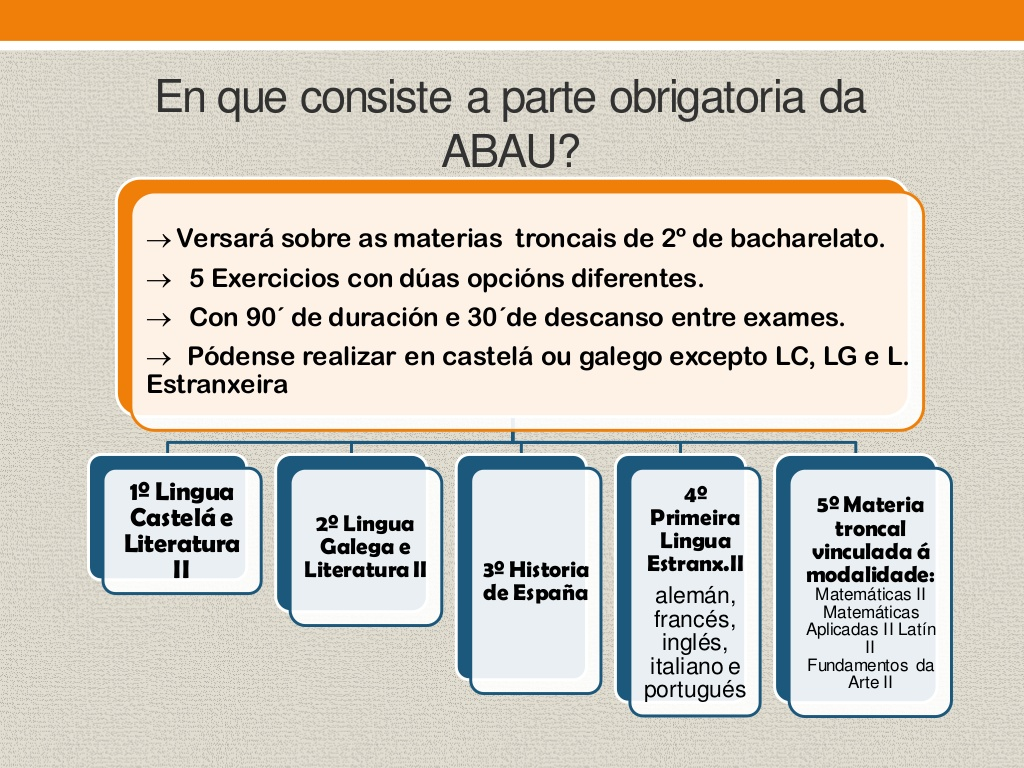 En que consiste a parte obrigatoria da
ABAU?
→ Versará sobre as materias troncais de 2º de bacharelato.
→ 5 Exercicios con dúas opcións diferentes.
→ Con 90´ de duración e 30´de descanso entre exames.
→ Pódense realizar en castelá ou galego excepto LC, LG e L.
Estranxeira
1º Lingua
Castelá e
Literatura
II
2º Lingua
Galega e
Literatura II
3º Historia
de España
4º
Primeira
Lingua
Estranx.II
alemán,
francés,
inglés,
italiano e
portugués
5º Materia
troncal
vinculada á
modalidade:
Matemáticas II
Matemáticas
Aplicadas II Latín
II
Fundamentos da
Arte II